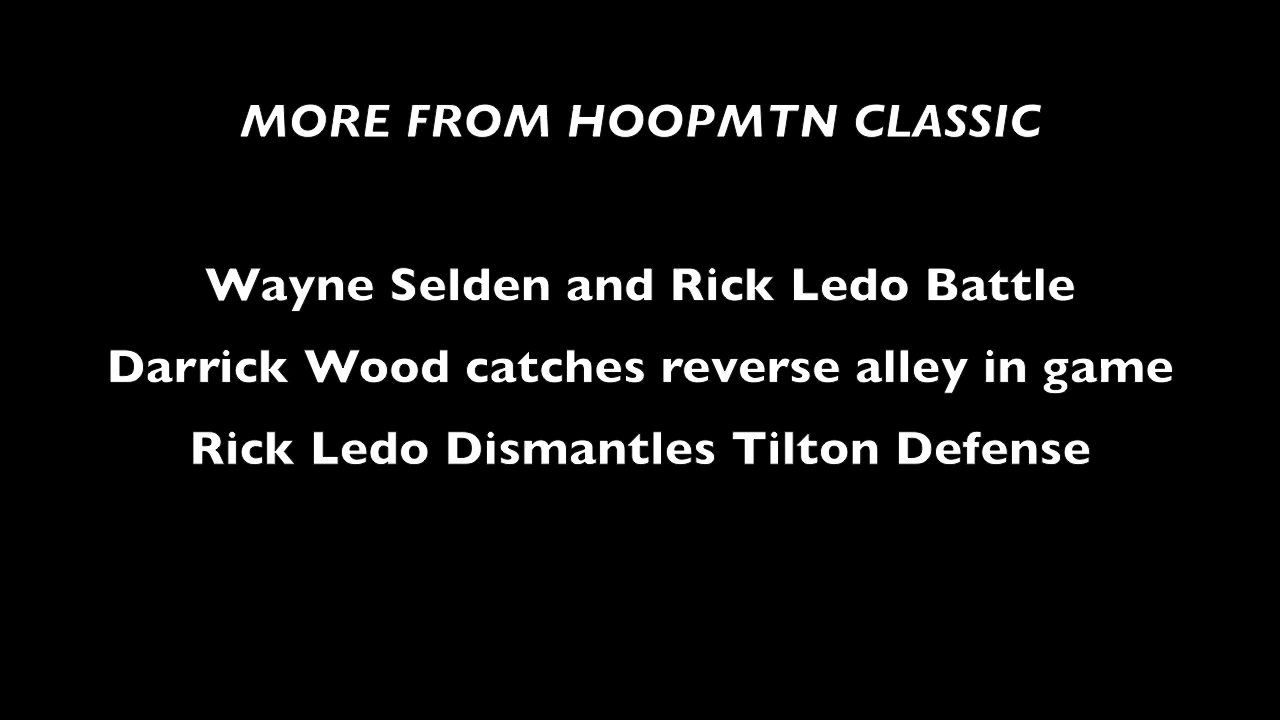 MORE FROM HOOPMTN CLASSIC
Wayne Selden and Rick Ledo Battle
Darrick Wood catches reverse alley in game
Rick Ledo Dismantles Tilton Defense